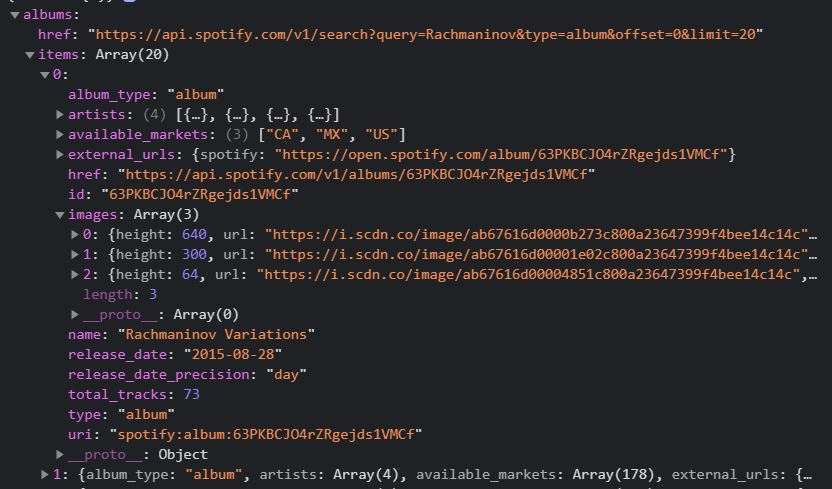 ▼albums:
href: "https://api.spotify.com/v1/search?query=Rachmaninov&type=album&offset=0&limit=20"
▼items: Array(20)
▼0:
album_type: "album"
▶artists: (4) [{…}, {…}, {…}, {…}]
▶available_markets: (3) ["CA", "MX", "US"]
▶external_urls: {spotify: "https://open.spotify.com/album/63PKBCJO4rZRgejds1VMCf"}
href: "https://api.spotify.com/v1/albums/63PKBCJO4rZRgejds1VMCf"
id: "63PKBCJO4rZRgejds1VMCf"
▼images: Array(3)
▶0: {height: 640, url: "https://i.scdn.co/image/ab67616d0000b273c800a23647399f4bee14c14c"…
▶1: {height: 300, url: "https://i.scdn.co/image/ab67616d00001e02c800a23647399f4bee14c14c"…
▶2: {height: 64, url: "https://i.scdn.co/image/ab67616d00004851c800a23647399f4bee14c14c",…
length: 3
▶__proto__: Array(0)
name: "Rachmaninov Variations"
release_date: "2015-08-28"
release_date_precision: "day"
total_tracks: 73
type: "album"
uri: "spotify:album:63PKBCJO4rZRgejds1VMCf"
▶__proto__: Object
▶1: {album_type: "album", artists: Array(4), available_markets: Array(178), external_urls: {…